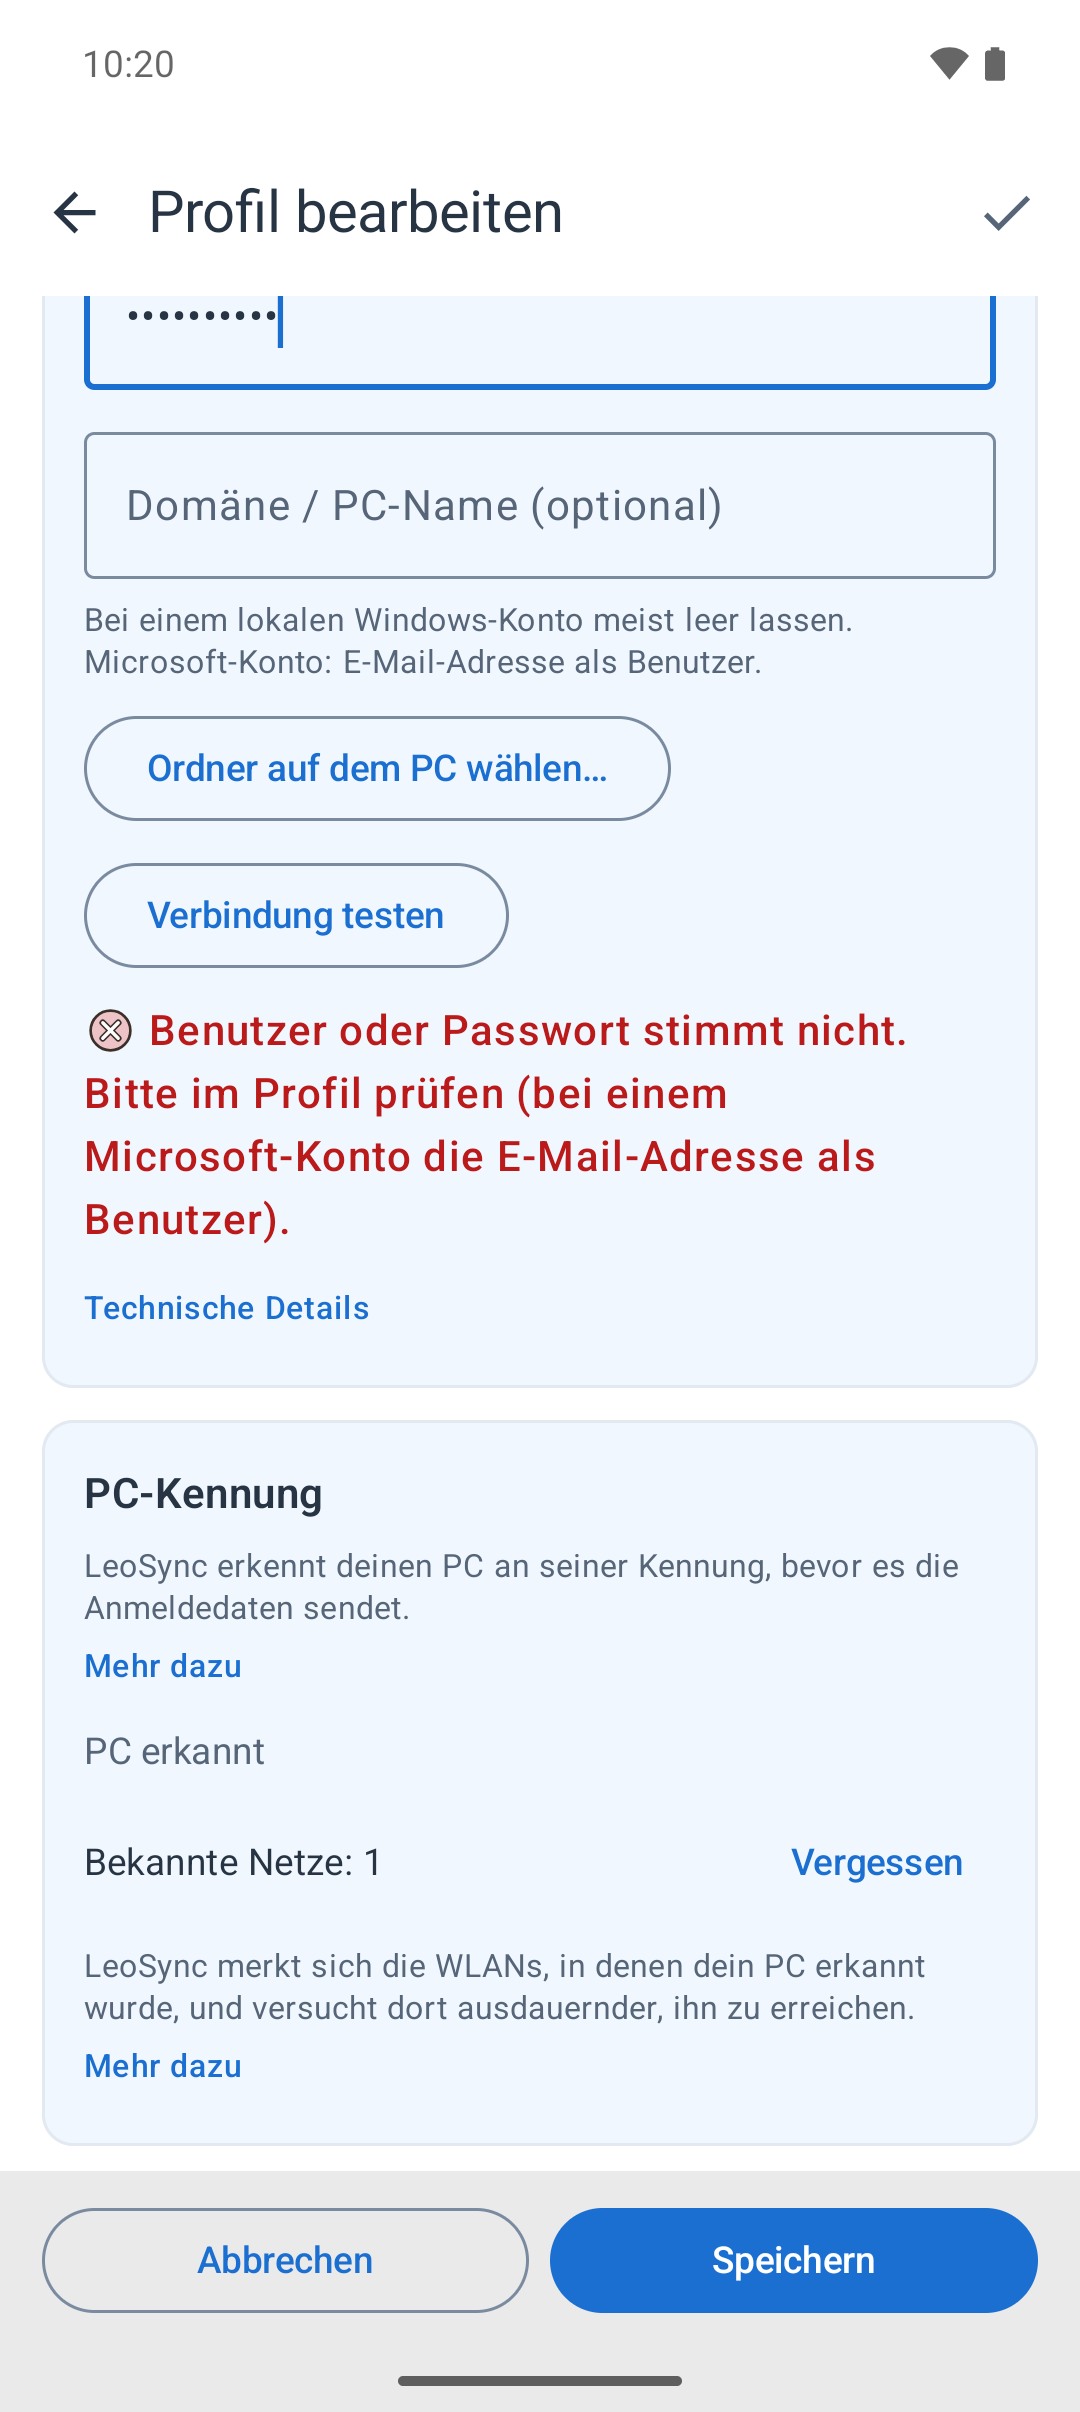 10:20
Profil bearbeiten
••••••••••
Domäne / PC-Name (optional)
Bei einem lokalen Windows-Konto meist leer lassen.
Microsoft-Konto: E-Mail-Adresse als Benutzer.
Ordner auf dem PC wählen…
Verbindung testen
Benutzer oder Passwort stimmt nicht.
Bitte im Profil prüfen (bei einem
Microsoft-Konto die E-Mail-Adresse als
Benutzer).
Technische Details
PC-Kennung
LeoSync erkennt deinen PC an seiner Kennung, bevor es die
Anmeldedaten sendet.
Mehr dazu
PC erkannt
Bekannte Netze: 1 Vergessen
LeoSync merkt sich die WLANs, in denen dein PC erkannt
wurde, und versucht dort ausdauernder, ihn zu erreichen.
Mehr dazu
Abbrechen Speichern